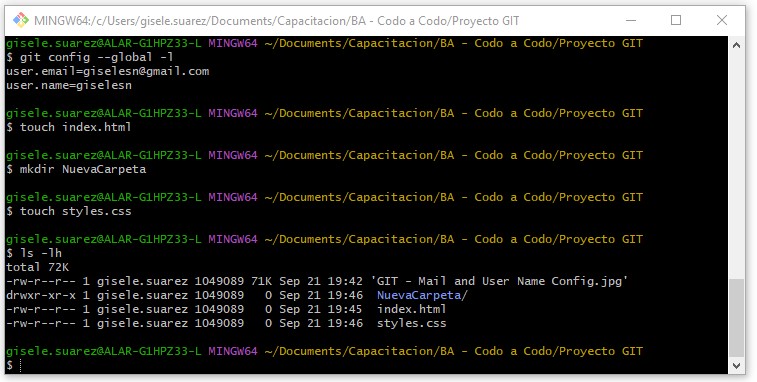 MINGW64:/c/Users/gisele.suarez/Documents/Capacitacion/BA - Codo a Codo/Proyecto GIT
gisele.suarez@ALAR-G1HPZ33-L MINGW64 ~/Documents/Capacitacion/BA - Codo a Codo/Proyecto GIT
$ git config --global -l
user.email=giselesn@gmail.com
user.name=giselesn
gisele.suarez@ALAR-G1HPZ33-L MINGW64 ~/Documents/Capacitacion/BA - Codo a Codo/Proyecto GIT
$ touch index.html
gisele.suarez@ALAR-G1HPZ33-L MINGW64 ~/Documents/Capacitacion/BA - Codo a Codo/Proyecto GIT
$ mkdir NuevaCarpeta
gisele.suarez@ALAR-G1HPZ33-L MINGW64 ~/Documents/Capacitacion/BA - Codo a Codo/Proyecto GIT
$ touch styles.css
gisele.suarez@ALAR-G1HPZ33-L MINGW64 ~/Documents/Capacitacion/BA - Codo a Codo/Proyecto GIT
$ ls -lh
total 72K
-rw-r--r-- 1 gisele.suarez 1049089 71K Sep 21 19:42 'GIT - Mail and User Name Config.jpg'
drwxr-xr-x 1 gisele.suarez 1049089   0 Sep 21 19:46  NuevaCarpeta/
-rw-r--r-- 1 gisele.suarez 1049089   0 Sep 21 19:45  index.html
-rw-r--r-- 1 gisele.suarez 1049089   0 Sep 21 19:46  styles.css
gisele.suarez@ALAR-G1HPZ33-L MINGW64 ~/Documents/Capacitacion/BA - Codo a Codo/Proyecto GIT
$